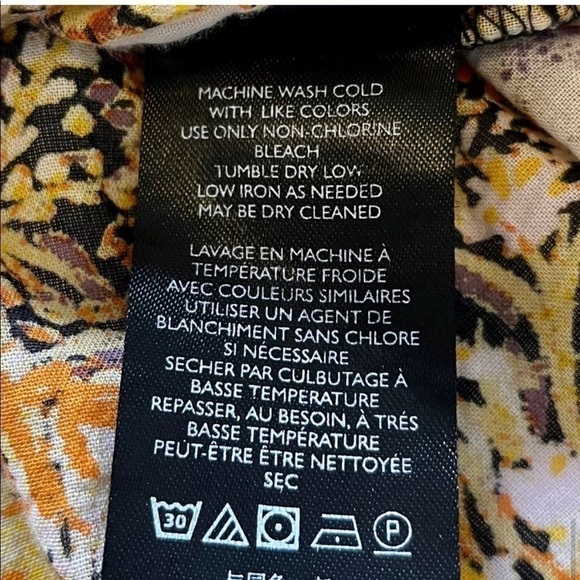 MACHINE WASH COLD
WITH LIKE COLORS
USE ONLY NON-CHLORINE
BLEACH
TUMBLE DRY LOW
LOW IRON AS NEEDED
MAY BE DRY CLEANED
LAVAGE EN MACHINE À
TEMPÉRATURE FROIDE
AVEC COULEURS SIMILAIRES
UTILISER UN AGENT DE
BLANCHIMENT SANS CHLORE
SI NÉCESSAIRE
SECHER PAR CULBUTAGE À
BASSE TEMPERATURE
REPASSER, AU BESOIN, À TRÉS
BASSE TEMPÉRATURE
PEUT-ÊTRE ÊTRE NETTOYÉE
SEC
30 P